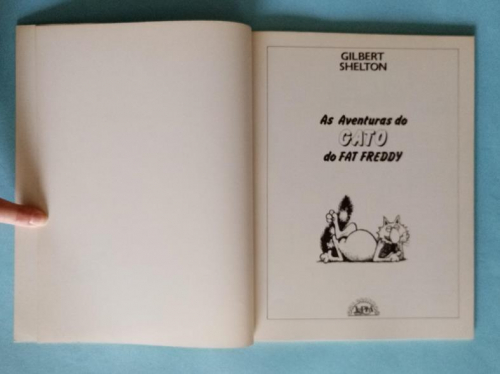 GILBERT
SHELTON
As Aventuras do
GATO
do FAT FREDDY